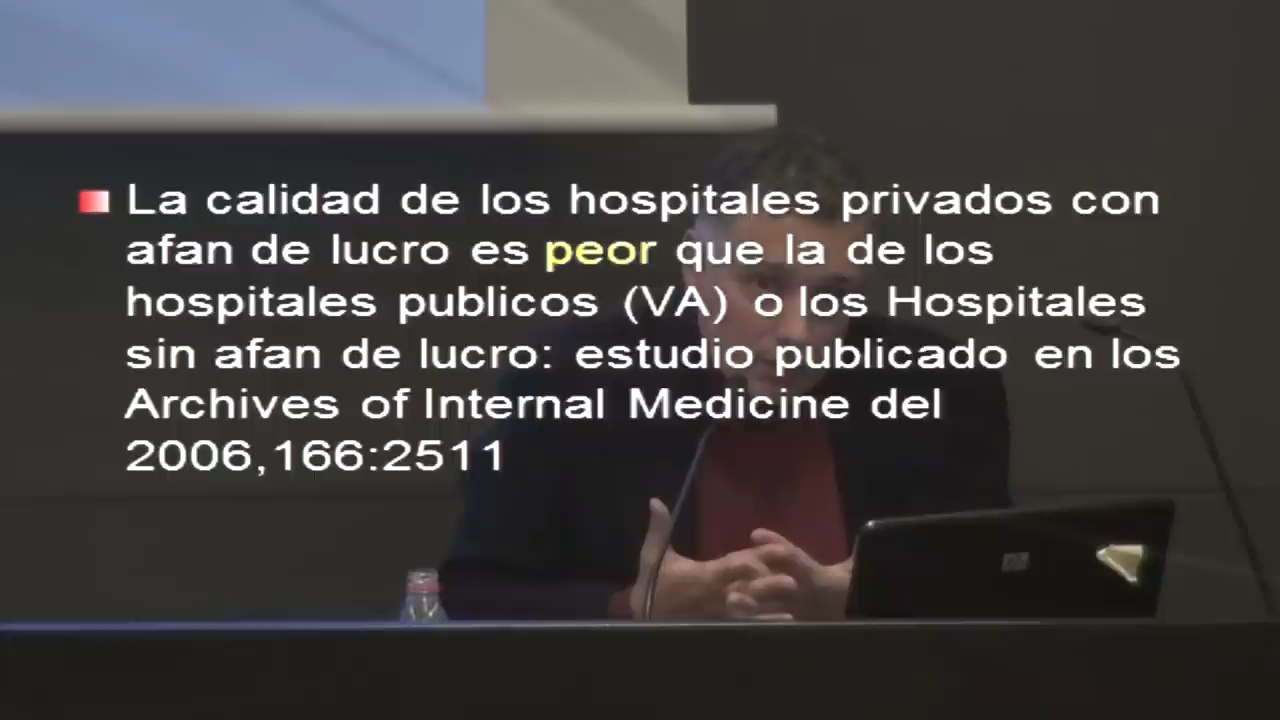 La calidad de los hospitales privados con
afan de lucro es peor que la de los
hospitales publicos (VA) o los Hospitales
sin afan de lucro: estudio publicado en los
Archives of Internal Medicine del
2006,166:2511